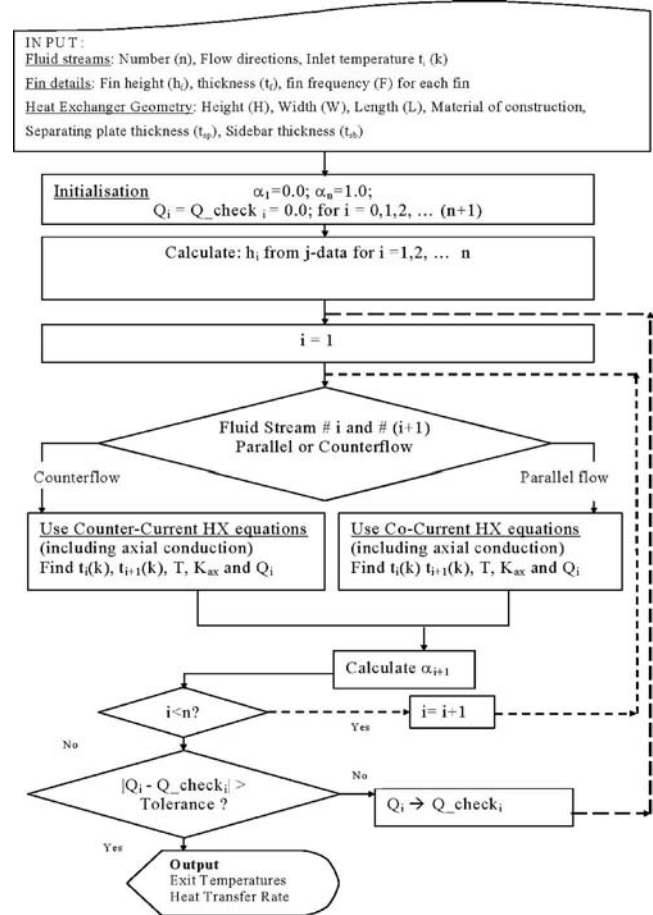 INPUT:
Fluid streams: Number (n), Flow directions, Inlet temperature tᵢ (k)
Fin details: Fin height (h_f), thickness (t_f), fin frequency (F) for each fin
Heat Exchanger Geometry: Height (H), Width (W), Length (L), Material of construction,
Separating plate thickness (t_sp), Sidebar thickness (t_sb)
Initialisation α₁=0.0; αₙ=1.0;
Qᵢ = Q_check ᵢ = 0.0; for i = 0,1,2, … (n+1)
Calculate: hᵢ from j-data for i =1,2, … n
i = 1
Fluid Stream # i and # (i+1)
Parallel or Counterflow
Counterflow
Parallel flow
Use Counter-Current HX equations
(including axial conduction)
Find tᵢ(k), tᵢ₊₁(k), T, Kₐₓ and Qᵢ
Use Co-Current HX equations
(including axial conduction)
Find tᵢ(k) tᵢ₊₁(k), T, Kₐₓ and Qᵢ
Calculate αᵢ₊₁
i<n?
Yes
i= i+1
No
|Qᵢ - Q_checkᵢ| >
Tolerance ?
No
Qᵢ → Q_checkᵢ
Yes
Output
Exit Temperatures
Heat Transfer Rate